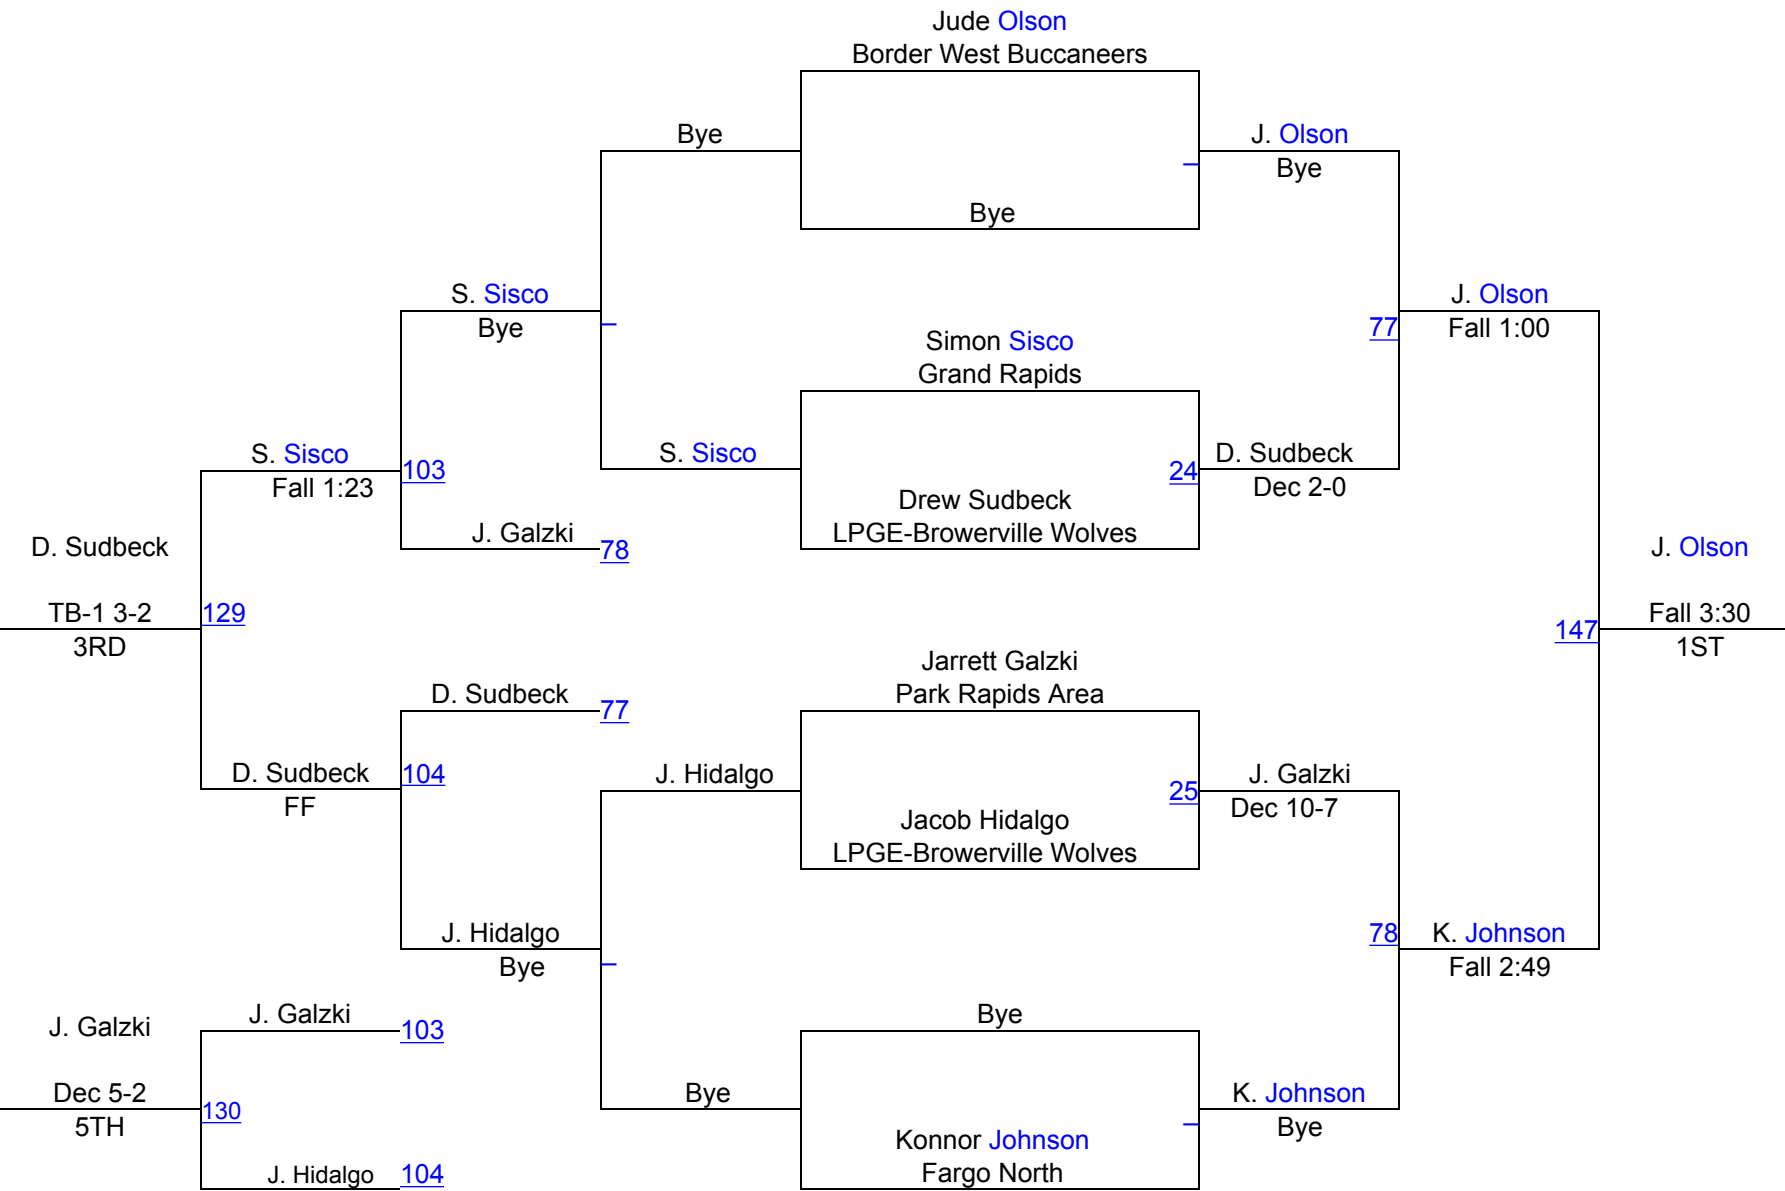 Jude Olson
Border West Buccaneers
Bye
J. Olson
Bye
Bye
S. Sisco
Bye
J. Olson
Fall 1:00
77
Simon Sisco
Grand Rapids
S. Sisco
Fall 1:23
103
S. Sisco
24
D. Sudbeck
Dec 2-0
Drew Sudbeck
LPGE-Browerville Wolves
J. Galzki
78
D. Sudbeck
TB-1 3-2
3RD
129
J. Olson
Fall 3:30
1ST
147
Jarrett Galzki
Park Rapids Area
D. Sudbeck
77
D. Sudbeck
FF
104
J. Hidalgo
25
J. Galzki
Dec 10-7
Jacob Hidalgo
LPGE-Browerville Wolves
J. Hidalgo
Bye
78
K. Johnson
Fall 2:49
J. Galzki
Dec 5-2
5TH
J. Galzki
103
130
J. Hidalgo
104
Bye
Bye
K. Johnson
Bye
Konnor Johnson
Fargo North